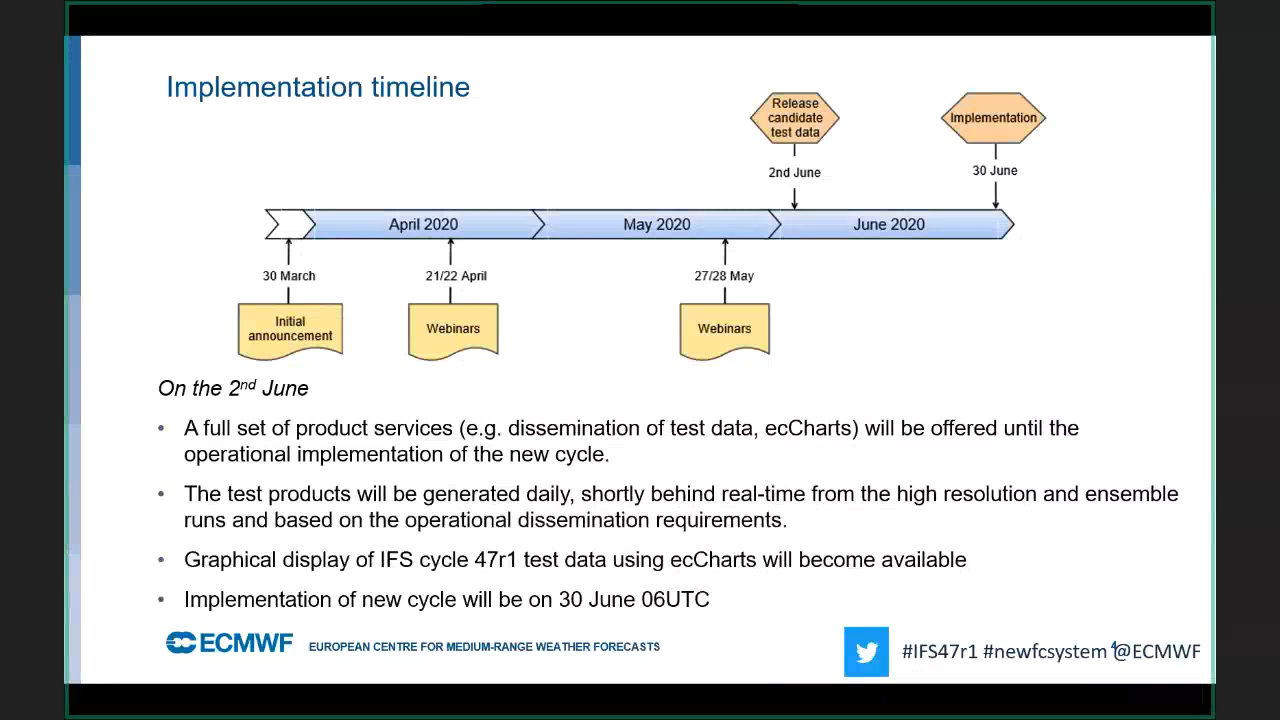 Implementation timeline
Release
candidate
test data
Implementation
2nd June
30 June
April 2020
May 2020
June 2020
30 March
21/22 April
27/28 May
Initial
announcement
Webinars
Webinars
On the 2nd June
• A full set of product services (e.g. dissemination of test data, ecCharts) will be offered until the
operational implementation of the new cycle.
• The test products will be generated daily, shortly behind real-time from the high resolution and ensemble
runs and based on the operational dissemination requirements.
• Graphical display of IFS cycle 47r1 test data using ecCharts will become available
• Implementation of new cycle will be on 30 June 06UTC
ECMWF EUROPEAN CENTRE FOR MEDIUM-RANGE WEATHER FORECASTS
#IFS47r1 #newfcsystem @ECMWF
4